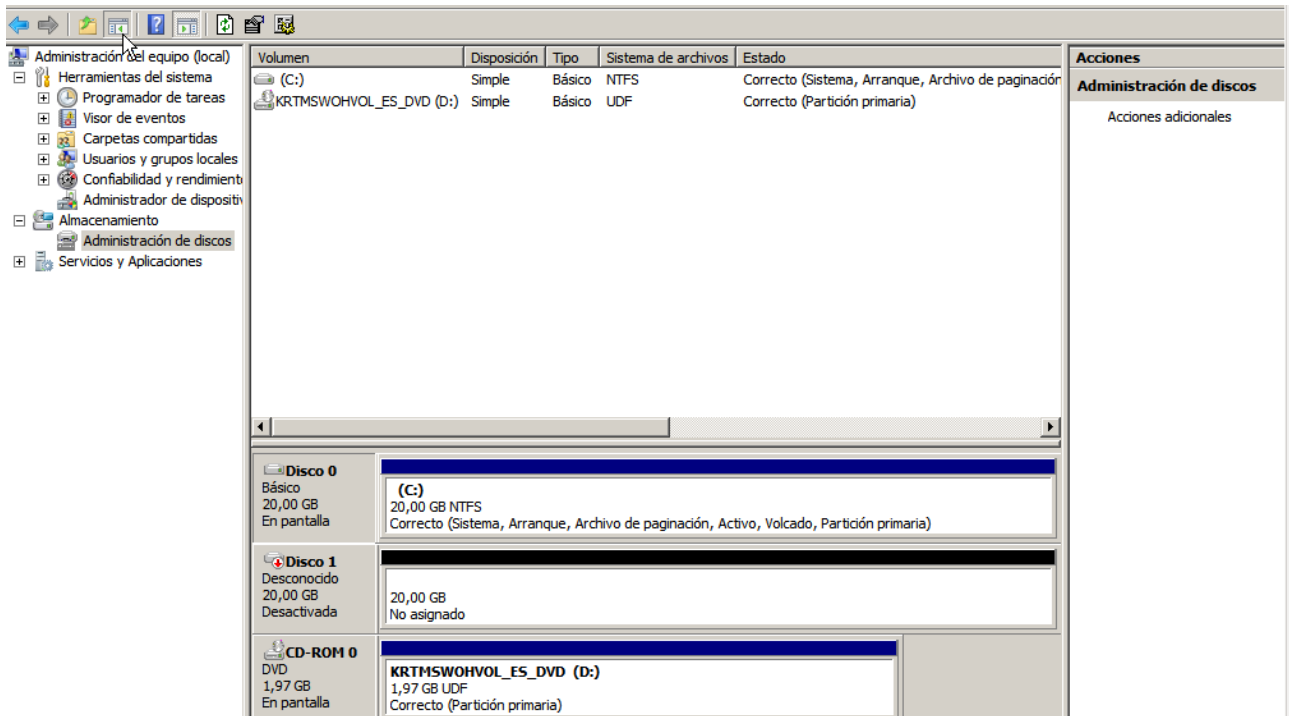 Administración del equipo (local)
Herramientas del sistema
Programador de tareas
Visor de eventos
Carpetas compartidas
Usuarios y grupos locales
Confiabilidad y rendimient
Administrador de dispositiv
Almacenamiento
Administración de discos
Servicios y Aplicaciones
Volumen Disposición Tipo Sistema de archivos Estado
(C:) Simple Básico NTFS Correcto (Sistema, Arranque, Archivo de paginación
KRTMSWOHVOL_ES_DVD (D:) Simple Básico UDF Correcto (Partición primaria)
Disco 0
Básico
20,00 GB
En pantalla
(C:)
20,00 GB NTFS
Correcto (Sistema, Arranque, Archivo de paginación, Activo, Volcado, Partición primaria)
Disco 1
Desconocido
20,00 GB
Desactivada
20,00 GB
No asignado
CD-ROM 0
DVD
1,97 GB
En pantalla
KRTMSWOHVOL_ES_DVD (D:)
1,97 GB UDF
Correcto (Partición primaria)
Acciones
Administración de discos
Acciones adicionales